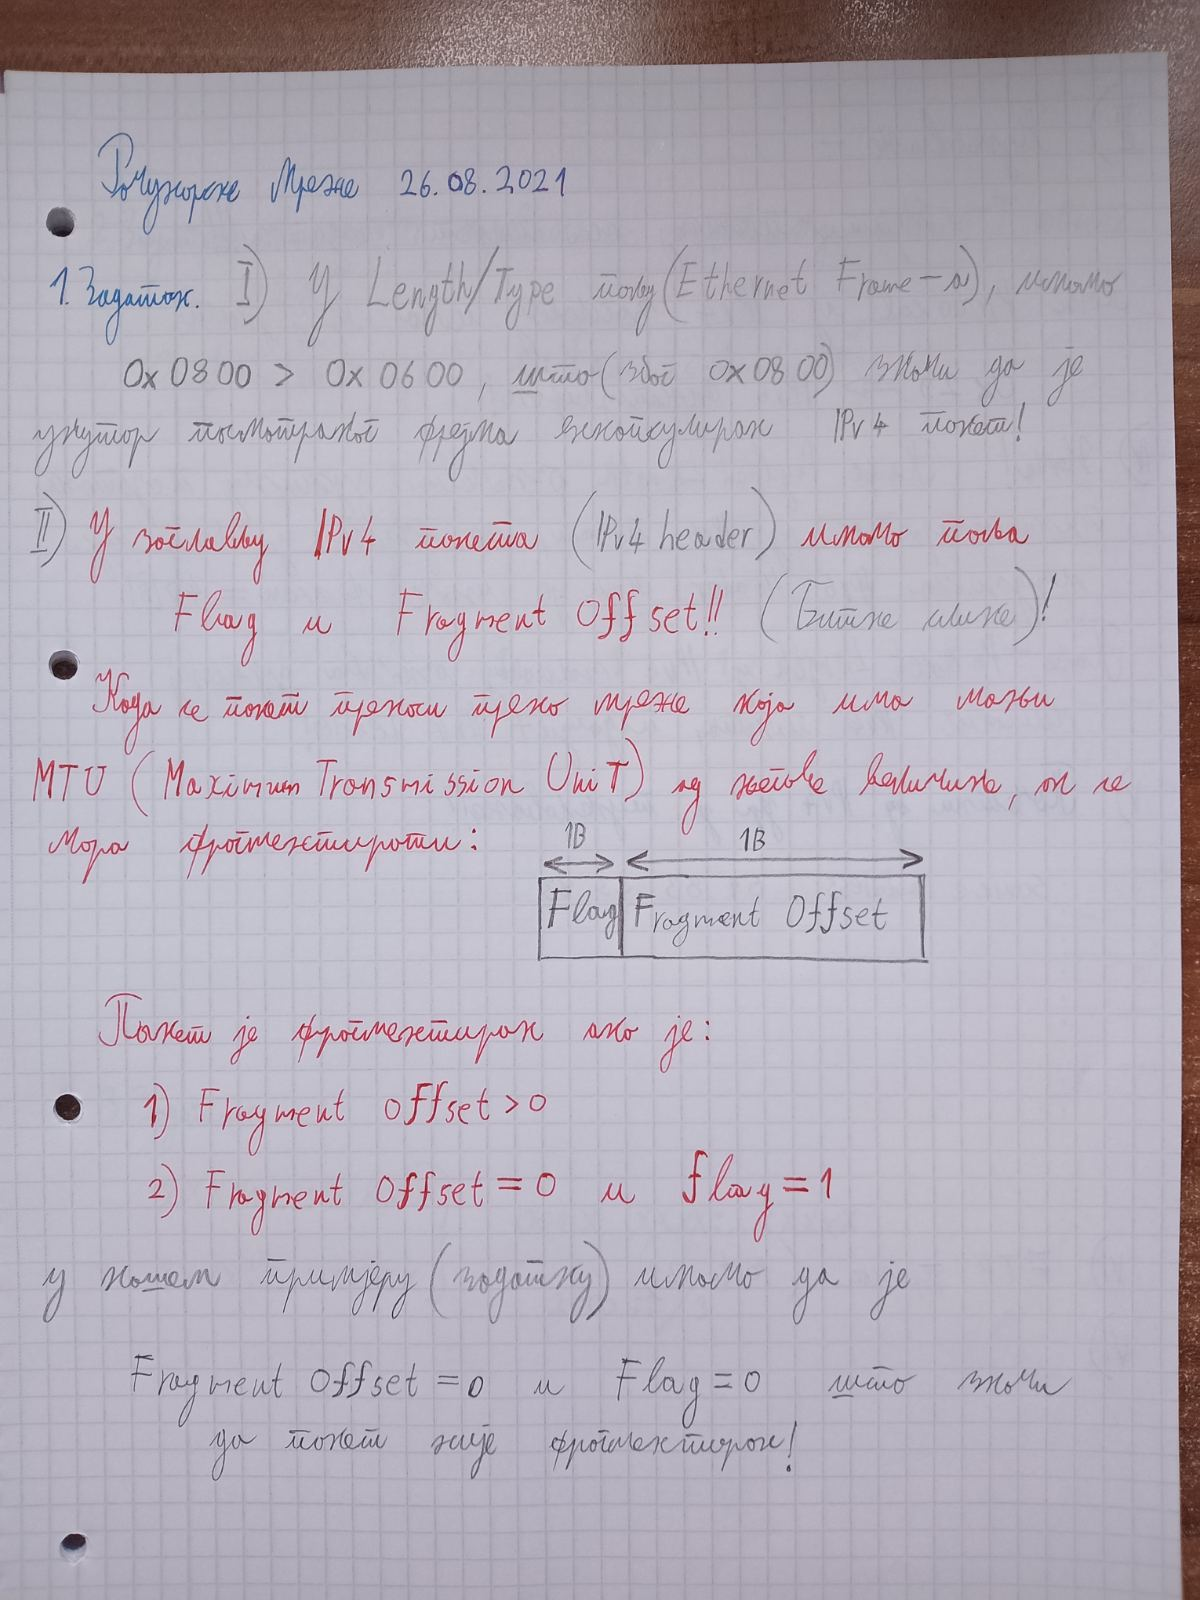 Рачунарске Мреже 26.08.2021
1. Задатак. I) У Length/Type пољу (Ethernet Frame-а), имамо
0x0800 > 0x0600, што (због 0x0800) значи да је
унутар посматраног фрејма енкапсулиран IPv4 пакет!
II) У заглављу IPv4 пакета (IPv4 header) имамо поља
Flag и Fragment Offset!! (Битне слике)!
Када се пакет преноси преко мреже која има мањи
MTU (Maximum Transmission UniT) од његове величине, он се
мора фрагментирати:
1B 1B
Flag Fragment Offset
Пакет је фрагментиран ако је:
1) Fragment offset > 0
2) Fragment Offset = 0 и flag = 1
У нашем примјеру (задатку) имамо да је
Fragment Offset = 0 и Flag = 0 што значи
да пакет није фрагментиран!